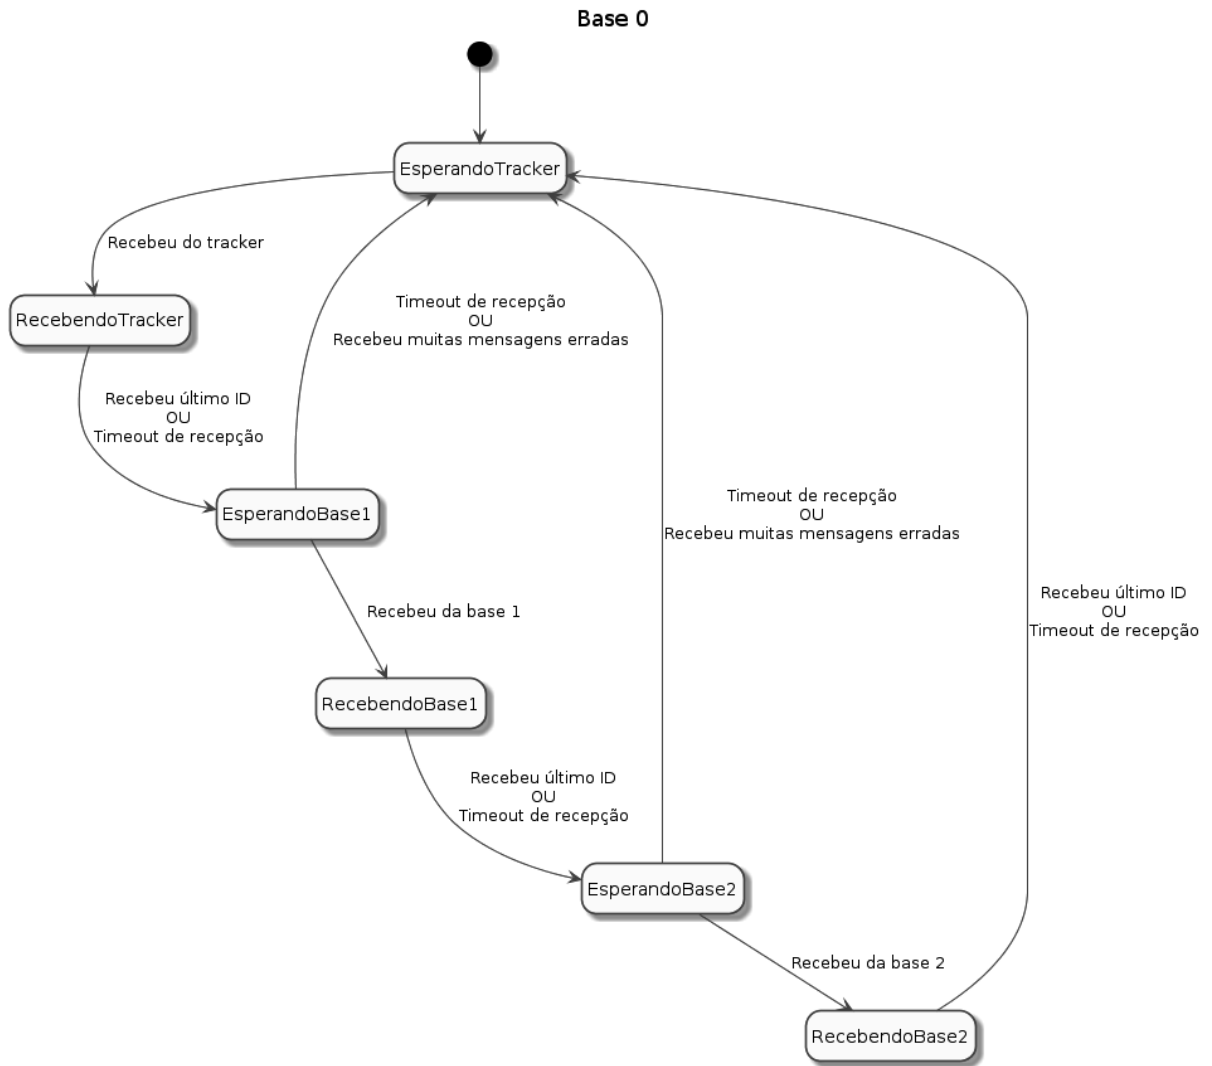 Base 0
EsperandoTracker
Recebeu do tracker
Timeout de recepção
OU
Recebeu muitas mensagens erradas
RecebendoTracker
Recebeu último ID
OU
Timeout de recepção
EsperandoBase1
Timeout de recepção
OU
Recebeu muitas mensagens erradas
Recebeu da base 1
Recebeu último ID
OU
Timeout de recepção
RecebendoBase1
Recebeu último ID
OU
Timeout de recepção
EsperandoBase2
Recebeu da base 2
RecebendoBase2